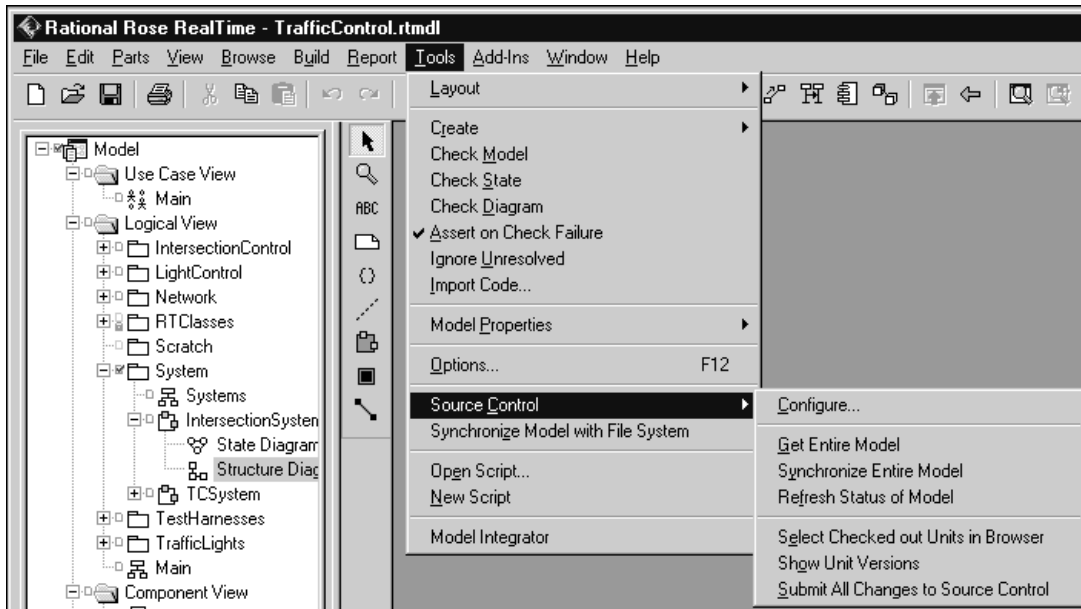 Rational Rose RealTime - TrafficControl.rtmdl
File Edit Parts View Browse Build Report Tools Add-Ins Window Help
Model
Use Case View
Main
Logical View
IntersectionControl
LightControl
Network
RTClasses
Scratch
System
Systems
IntersectionSystem
State Diagram
Structure Diag
TCSystem
TestHarnesses
TrafficLights
Main
Component View
ABC
Layout
Create
Check Model
Check State
Check Diagram
Assert on Check Failure
Ignore Unresolved
Import Code...
Model Properties
Options... F12
Source Control
Synchronize Model with File System
Open Script...
New Script
Model Integrator
Configure...
Get Entire Model
Synchronize Entire Model
Refresh Status of Model
Select Checked out Units in Browser
Show Unit Versions
Submit All Changes to Source Control